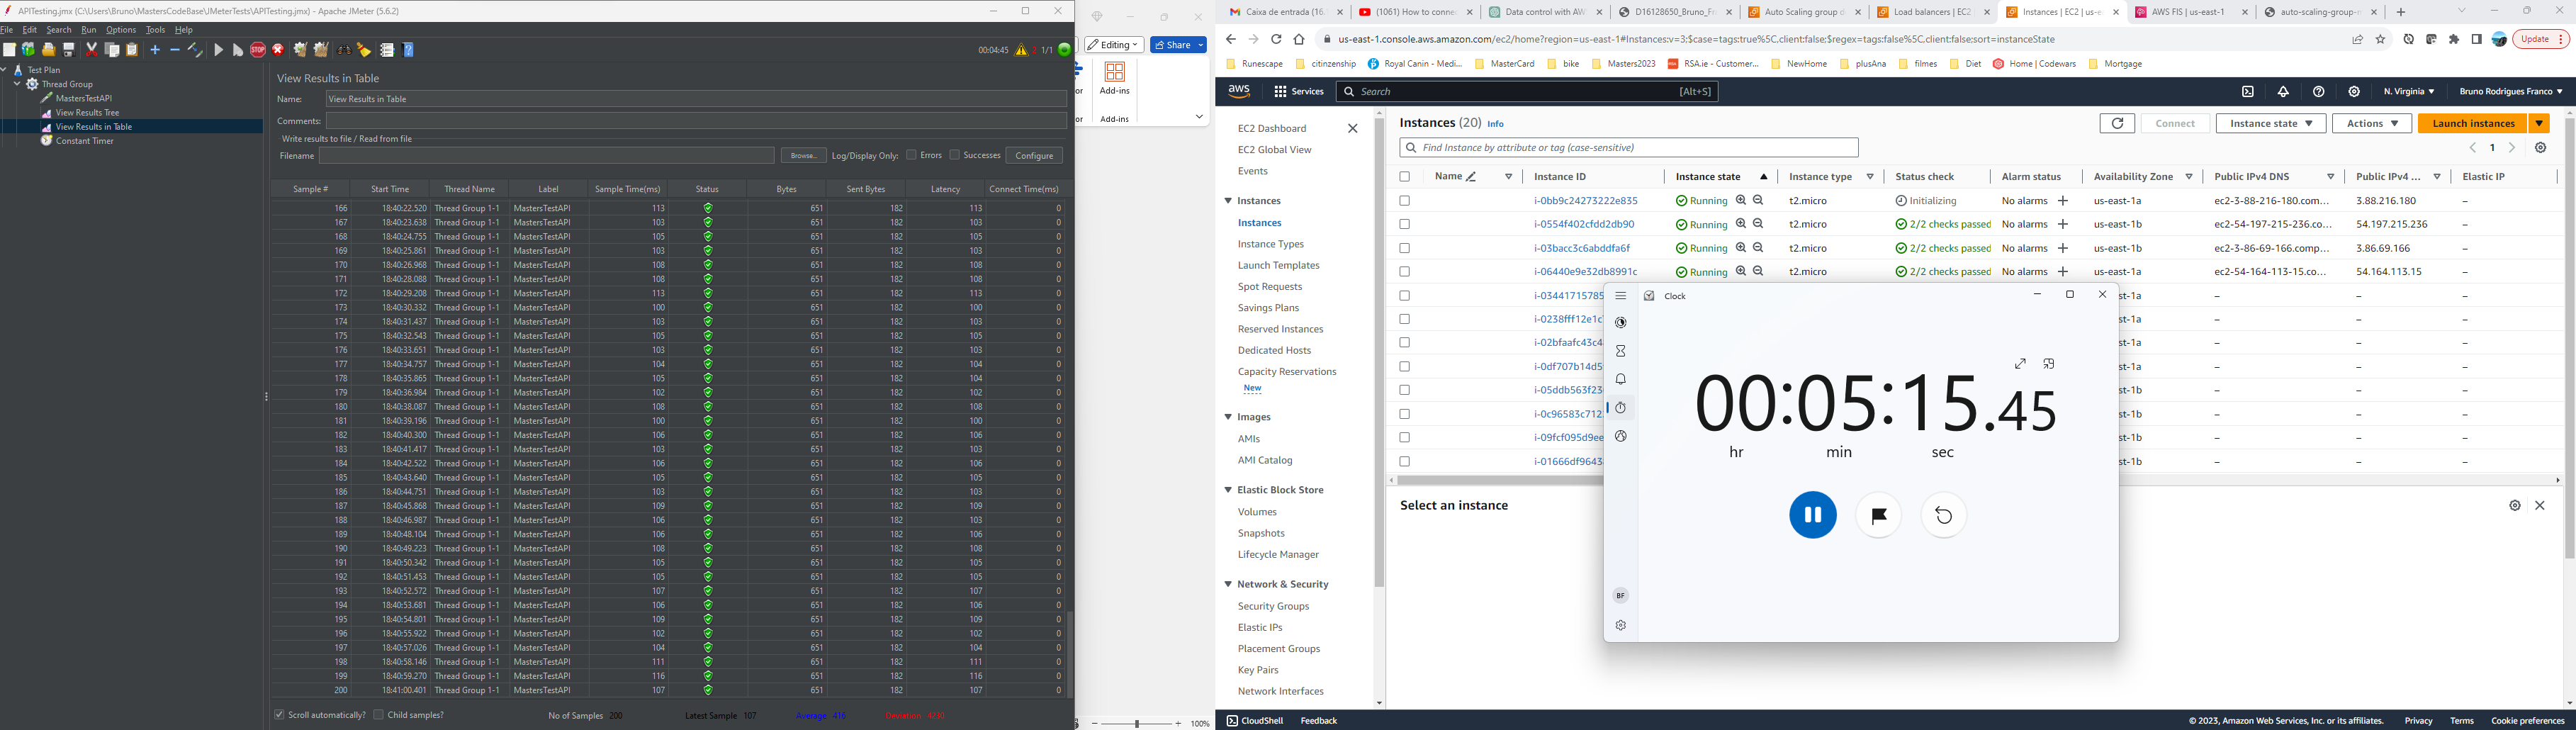 APITesting.jmx (C:\Users\Bruno\MastersCodeBase\JMeterTests\APITesting.jmx) - Apache JMeter (5.6.2)
File Edit Search Run Options Tools Help
00:04:45 1/1
Test Plan
Thread Group
MastersTestAPI
View Results Tree
View Results in Table
Constant Timer
View Results in Table
Name: View Results in Table
Comments:
Write results to file / Read from file
Filename Browse... Log/Display Only: Errors Successes Configure
Sample # Start Time Thread Name Label Sample Time(ms) Status Bytes Sent Bytes Latency Connect Time(ms)
166 18:40:22.520 Thread Group 1-1 MastersTestAPI 113 651 182 113 0
167 18:40:23.638 Thread Group 1-1 MastersTestAPI 103 651 182 103 0
168 18:40:24.755 Thread Group 1-1 MastersTestAPI 105 651 182 105 0
169 18:40:25.861 Thread Group 1-1 MastersTestAPI 103 651 182 103 0
170 18:40:26.968 Thread Group 1-1 MastersTestAPI 108 651 182 108 0
171 18:40:28.088 Thread Group 1-1 MastersTestAPI 108 651 182 108 0
172 18:40:29.208 Thread Group 1-1 MastersTestAPI 113 651 182 113 0
173 18:40:30.332 Thread Group 1-1 MastersTestAPI 100 651 182 100 0
174 18:40:31.437 Thread Group 1-1 MastersTestAPI 103 651 182 103 0
175 18:40:32.543 Thread Group 1-1 MastersTestAPI 105 651 182 105 0
176 18:40:33.651 Thread Group 1-1 MastersTestAPI 103 651 182 103 0
177 18:40:34.757 Thread Group 1-1 MastersTestAPI 104 651 182 104 0
178 18:40:35.865 Thread Group 1-1 MastersTestAPI 105 651 182 104 0
179 18:40:36.984 Thread Group 1-1 MastersTestAPI 102 651 182 102 0
180 18:40:38.087 Thread Group 1-1 MastersTestAPI 108 651 182 108 0
181 18:40:39.196 Thread Group 1-1 MastersTestAPI 100 651 182 100 0
182 18:40:40.300 Thread Group 1-1 MastersTestAPI 106 651 182 106 0
183 18:40:41.417 Thread Group 1-1 MastersTestAPI 103 651 182 103 0
184 18:40:42.522 Thread Group 1-1 MastersTestAPI 106 651 182 106 0
185 18:40:43.640 Thread Group 1-1 MastersTestAPI 105 651 182 105 0
186 18:40:44.751 Thread Group 1-1 MastersTestAPI 103 651 182 103 0
187 18:40:45.868 Thread Group 1-1 MastersTestAPI 109 651 182 109 0
188 18:40:46.987 Thread Group 1-1 MastersTestAPI 106 651 182 103 0
189 18:40:48.104 Thread Group 1-1 MastersTestAPI 106 651 182 106 0
190 18:40:49.223 Thread Group 1-1 MastersTestAPI 108 651 182 108 0
191 18:40:50.342 Thread Group 1-1 MastersTestAPI 105 651 182 105 0
192 18:40:51.453 Thread Group 1-1 MastersTestAPI 105 651 182 105 0
193 18:40:52.572 Thread Group 1-1 MastersTestAPI 107 651 182 107 0
194 18:40:53.681 Thread Group 1-1 MastersTestAPI 106 651 182 106 0
195 18:40:54.801 Thread Group 1-1 MastersTestAPI 109 651 182 109 0
196 18:40:55.922 Thread Group 1-1 MastersTestAPI 102 651 182 102 0
197 18:40:57.026 Thread Group 1-1 MastersTestAPI 104 651 182 104 0
198 18:40:58.146 Thread Group 1-1 MastersTestAPI 111 651 182 111 0
199 18:40:59.270 Thread Group 1-1 MastersTestAPI 116 651 182 116 0
200 18:41:00.401 Thread Group 1-1 MastersTestAPI 107 651 182 107 0
Scroll automatically? Child samples? No of Samples 200 Latest Sample 107 Average 416 Deviation 4230
Editing Share
or Add-ins
or Add-ins
100%
Caixa de entrada (16. (1061) How to conne Data control with AW D16128650_Bruno_Fr Auto Scaling group d Load balancers | EC2 Instances | EC2 | us-e AWS FIS | us-east-1 auto-scaling-group-r
us-east-1.console.aws.amazon.com/ec2/home?region=us-east-1#Instances:v=3;$case=tags:true%5C,client:false;$regex=tags:false%5C,client:false;sort=instanceState Update
Runescape citinzenship Royal Canin - Medi... MasterCard bike Masters2023 RSA.ie - Customer... NewHome plusAna filmes Diet Home | Codewars Mortgage
aws Services Search [Alt+S] N. Virginia Bruno Rodrigues Franco
EC2 Dashboard
EC2 Global View
Events
Instances
Instances
Instance Types
Launch Templates
Spot Requests
Savings Plans
Reserved Instances
Dedicated Hosts
Capacity Reservations
New
Images
AMIs
AMI Catalog
Elastic Block Store
Volumes
Snapshots
Lifecycle Manager
Network & Security
Security Groups
Elastic IPs
Placement Groups
Key Pairs
Network Interfaces
Instances (20) Info Connect Instance state Actions Launch instances
Find Instance by attribute or tag (case-sensitive) 1
Name Instance ID Instance state Instance type Status check Alarm status Availability Zone Public IPv4 DNS Public IPv4 ... Elastic IP
i-0bb9c24273222e835 Running t2.micro Initializing No alarms us-east-1a ec2-3-88-216-180.com... 3.88.216.180 –
i-0554f402cfdd2db90 Running t2.micro 2/2 checks passed No alarms us-east-1b ec2-54-197-215-236.co... 54.197.215.236 –
i-03bacc3c6abddfa6f Running t2.micro 2/2 checks passed No alarms us-east-1b ec2-3-86-69-166.comp... 3.86.69.166 –
i-06440e9e32db8991c Running t2.micro 2/2 checks passed No alarms us-east-1a ec2-54-164-113-15.co... 54.164.113.15 –
i-03441715785 st-1a – – –
i-0238fff12e1c st-1a – – –
i-02bfaafc43c4 st-1a – – –
i-0df707b14d5 st-1a – – –
i-05ddb563f23 st-1b – – –
i-0c96583c712 st-1b – – –
i-09fcf095d9ee st-1b – – –
i-01666df9643 st-1b – – –
Select an instance
Clock
00:05:15.45
hr min sec
BF
CloudShell Feedback © 2023, Amazon Web Services, Inc. or its affiliates. Privacy Terms Cookie preferences